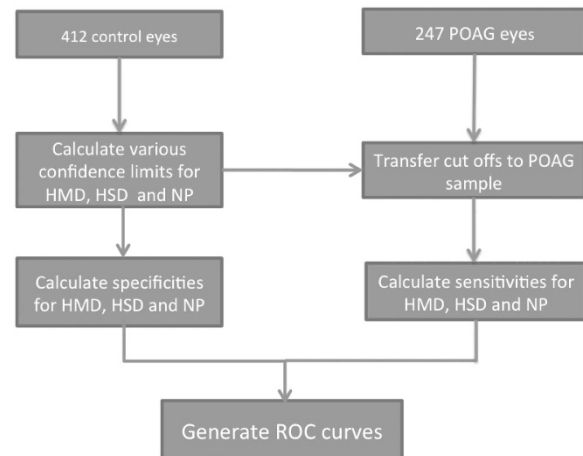 412 control eyes
247 POAG eyes
Calculate various
confidence limits for
HMD, HSD and NP
Transfer cut offs to POAG
sample
Calculate specificities
for HMD, HSD and NP
Calculate sensitivities for
HMD, HSD and NP
Generate ROC curves